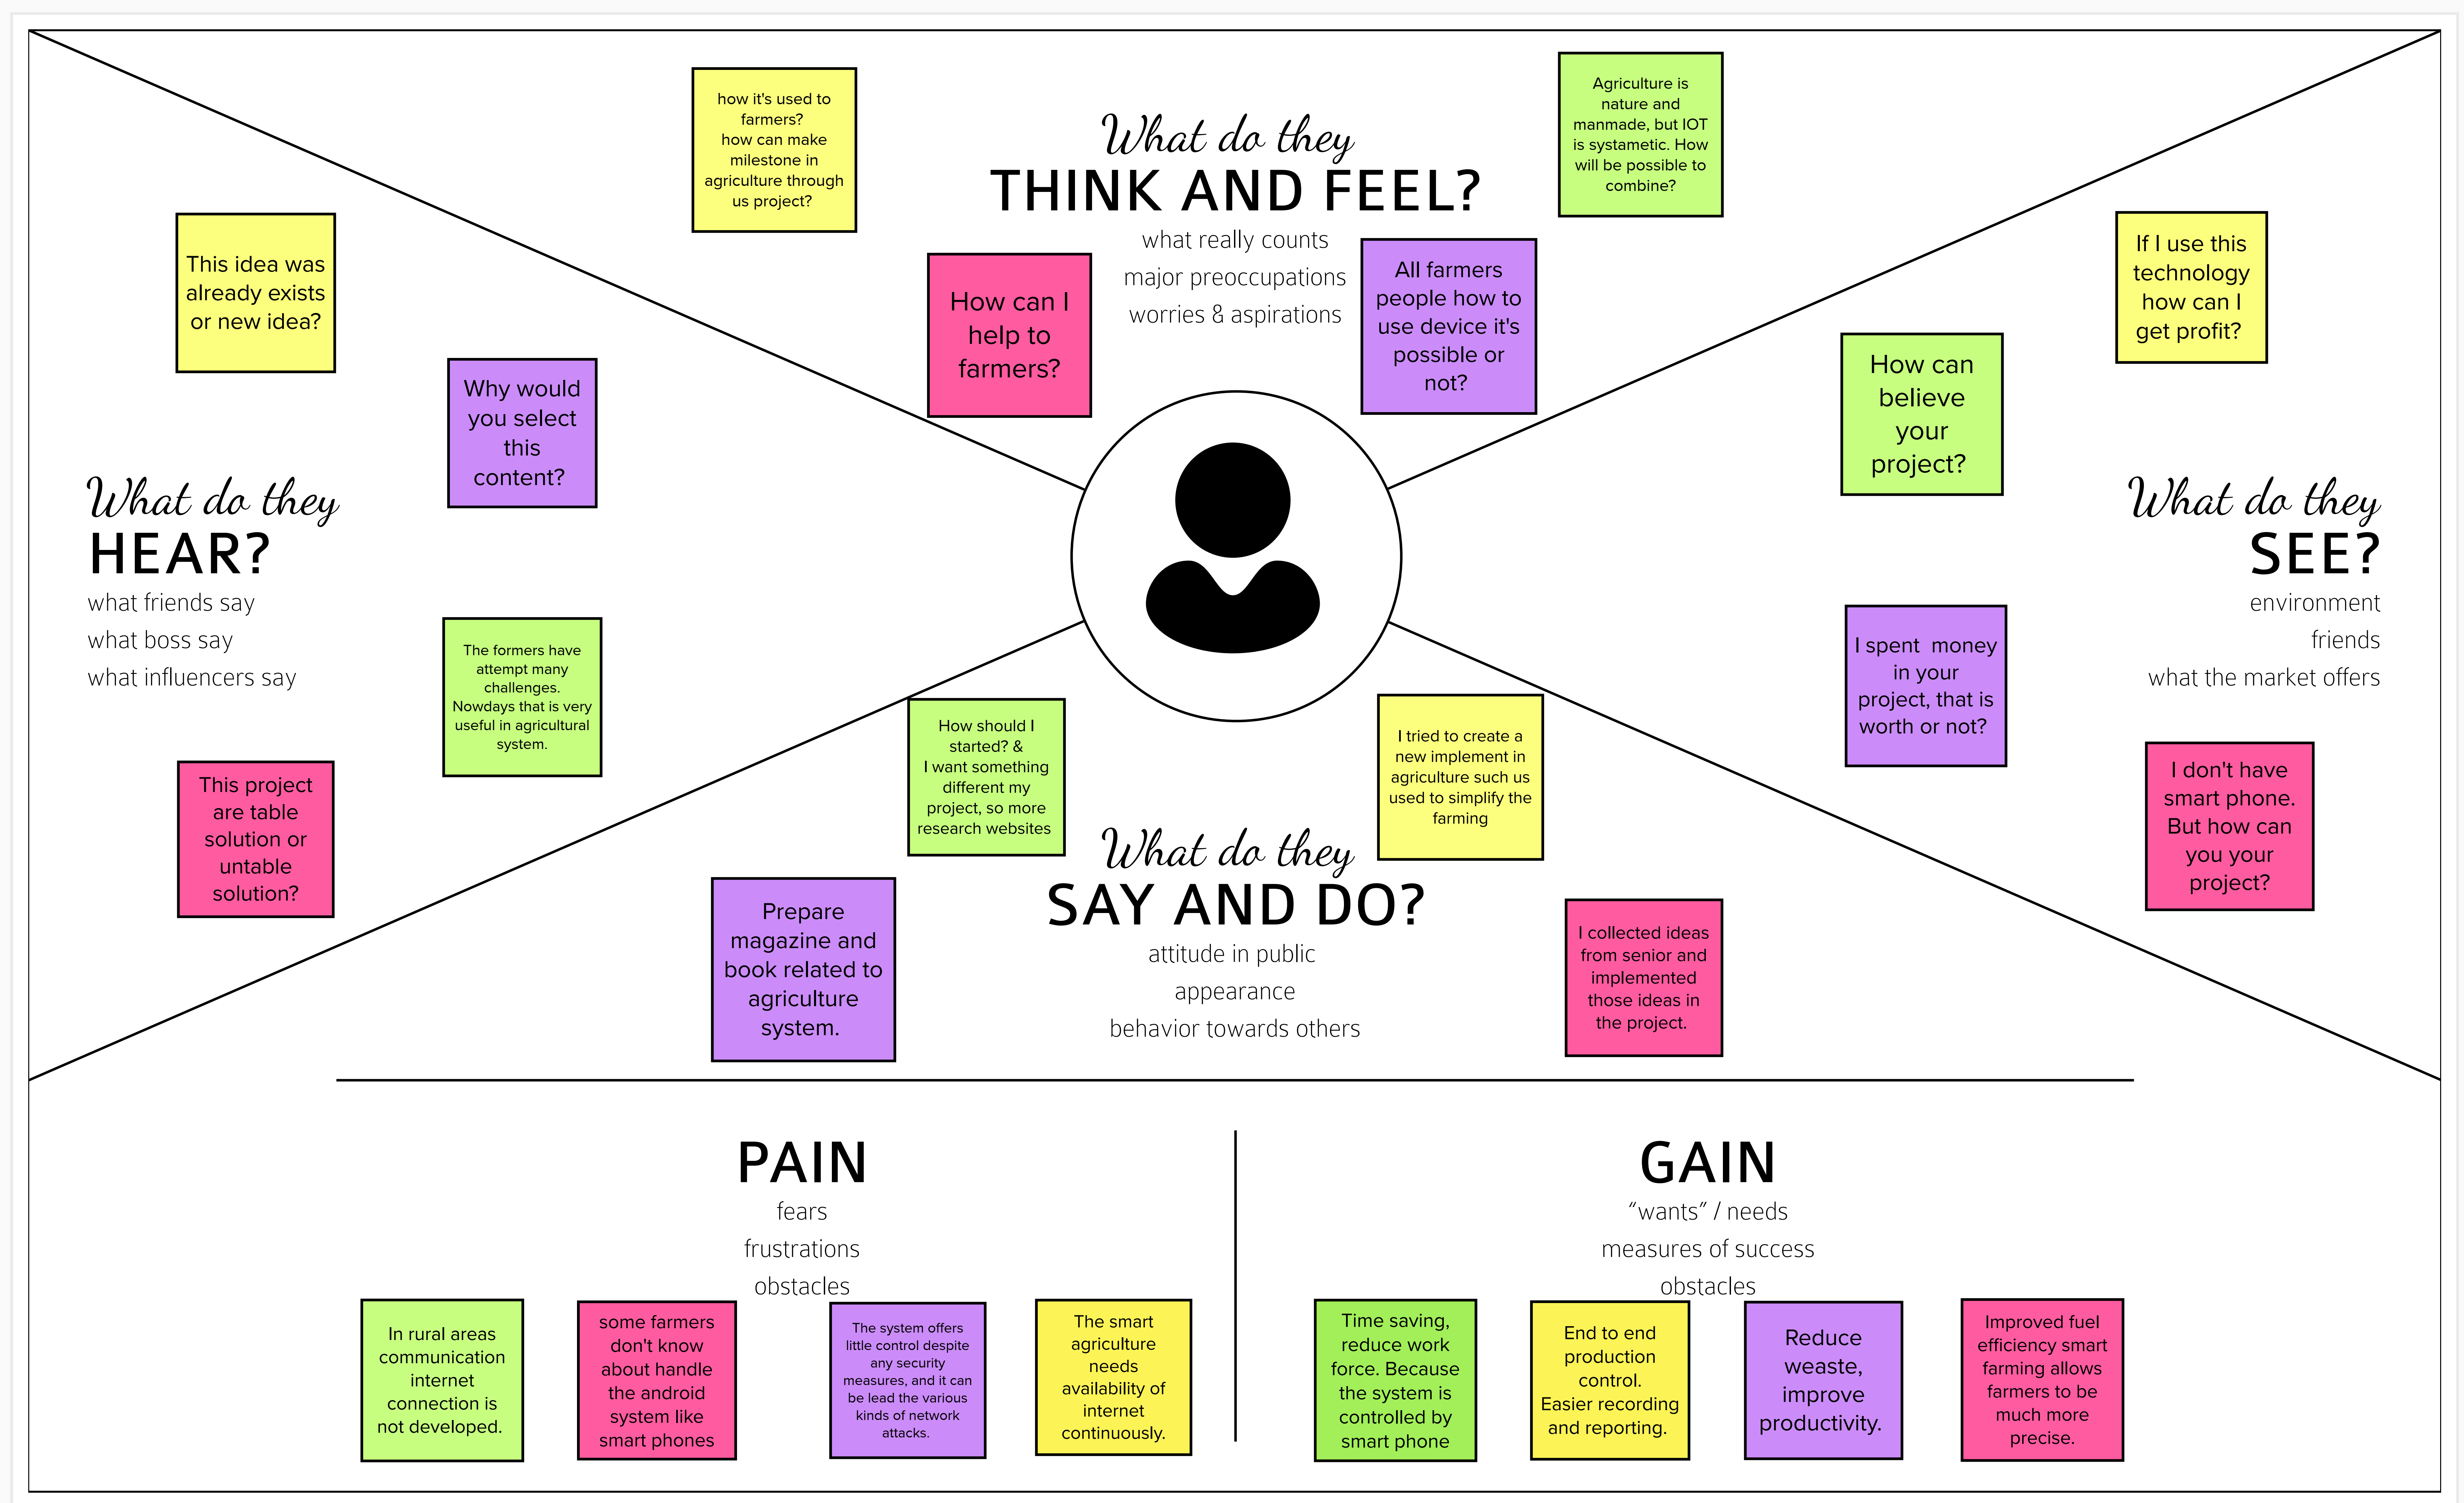 how it's used to
farmers?
how can make
milestone in
agriculture through
us project?
What do they
THINK AND FEEL?
what really counts
major preoccupations
worries & aspirations
Agriculture is
nature and
manmade, but IOT
is systametic. How
will be possible to
combine?
How can I
help to
farmers?
All farmers
people how to
use device it's
possible or
not?
This idea was
already exists
or new idea?
Why would
you select
this
content?
What do they
HEAR?
what friends say
what boss say
what influencers say
The formers have
attempt many
challenges.
Nowdays that is very
useful in agricultural
system.
This project
are table
solution or
untable
solution?
If I use this
technology
how can I
get profit?
How can
believe
your
project?
What do they
SEE?
environment
friends
what the market offers
I spent  money
in your
project, that is
worth or not?
I don't have
smart phone.
But how can
you your
project?
How should I
started? &
I want something
different my
project, so more
research websites
I tried to create a
new implement in
agriculture such us
used to simplify the
farming
What do they
SAY AND DO?
attitude in public
appearance
behavior towards others
Prepare
magazine and
book related to
agriculture
system.
I collected ideas
from senior and
implemented
those ideas in
the project.
PAIN
fears
frustrations
obstacles
In rural areas
communication
internet
connection is
not developed.
some farmers
don't know
about handle
the android
system like
smart phones
The system offers
little control despite
any security
measures, and it can
be lead the various
kinds of network
attacks.
The smart
agriculture
needs
availability of
internet
continuously.
GAIN
“wants” / needs
measures of success
obstacles
Time saving,
reduce work
force. Because
the system is
controlled by
smart phone
End to end
production
control.
Easier recording
and reporting.
Reduce
weaste,
improve
productivity.
Improved fuel
efficiency smart
farming allows
farmers to be
much more
precise.